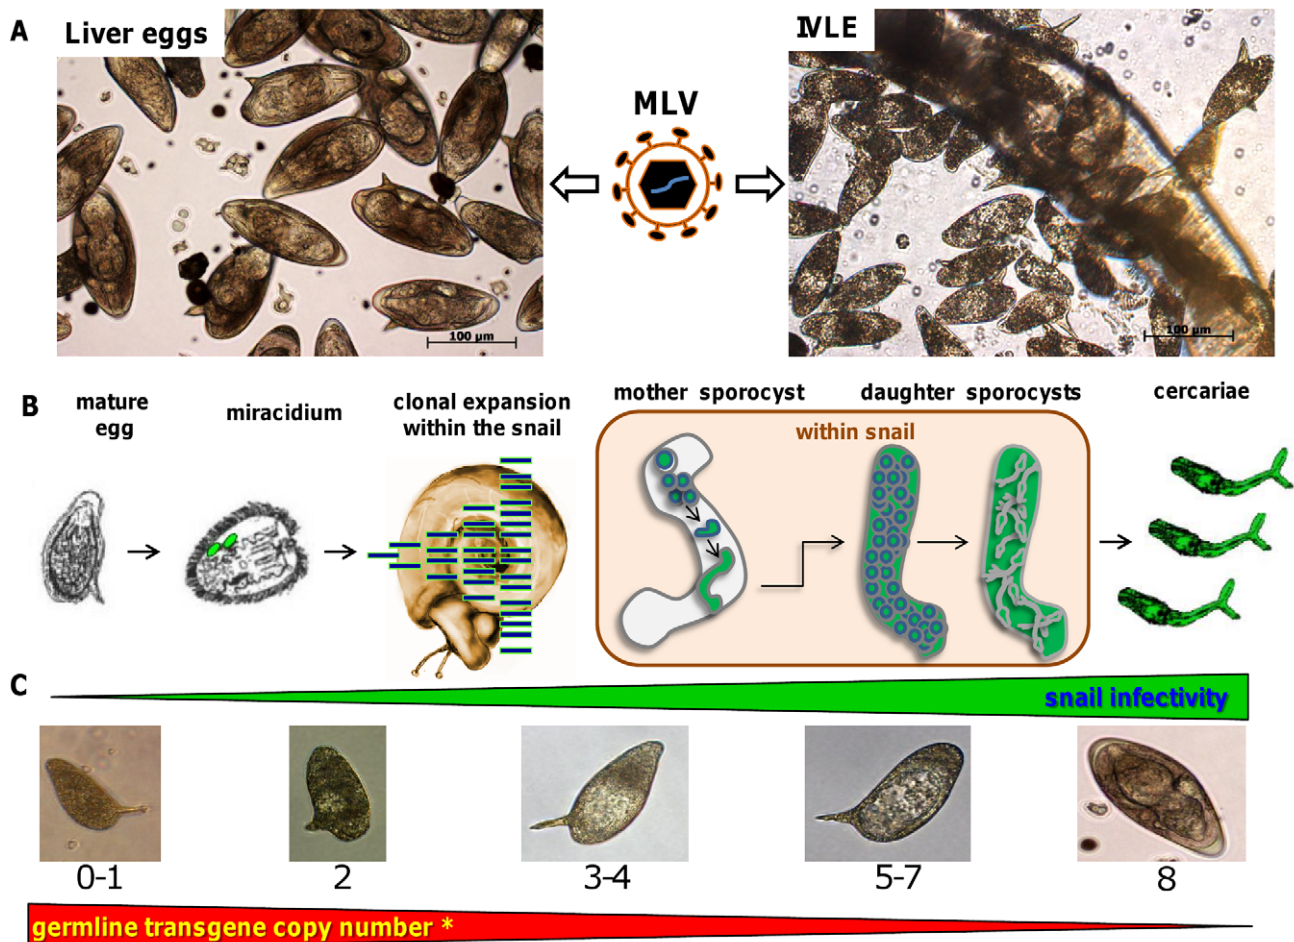 A
Liver eggs
IVLE
MLV
100 µm
100 µm
B
mature
egg
miracidium
clonal expansion
within the snail
mother sporocyst
daughter sporocysts
cercariae
within snail
C
snail infectivity
0-1
2
3-4
5-7
8
germline transgene copy number *